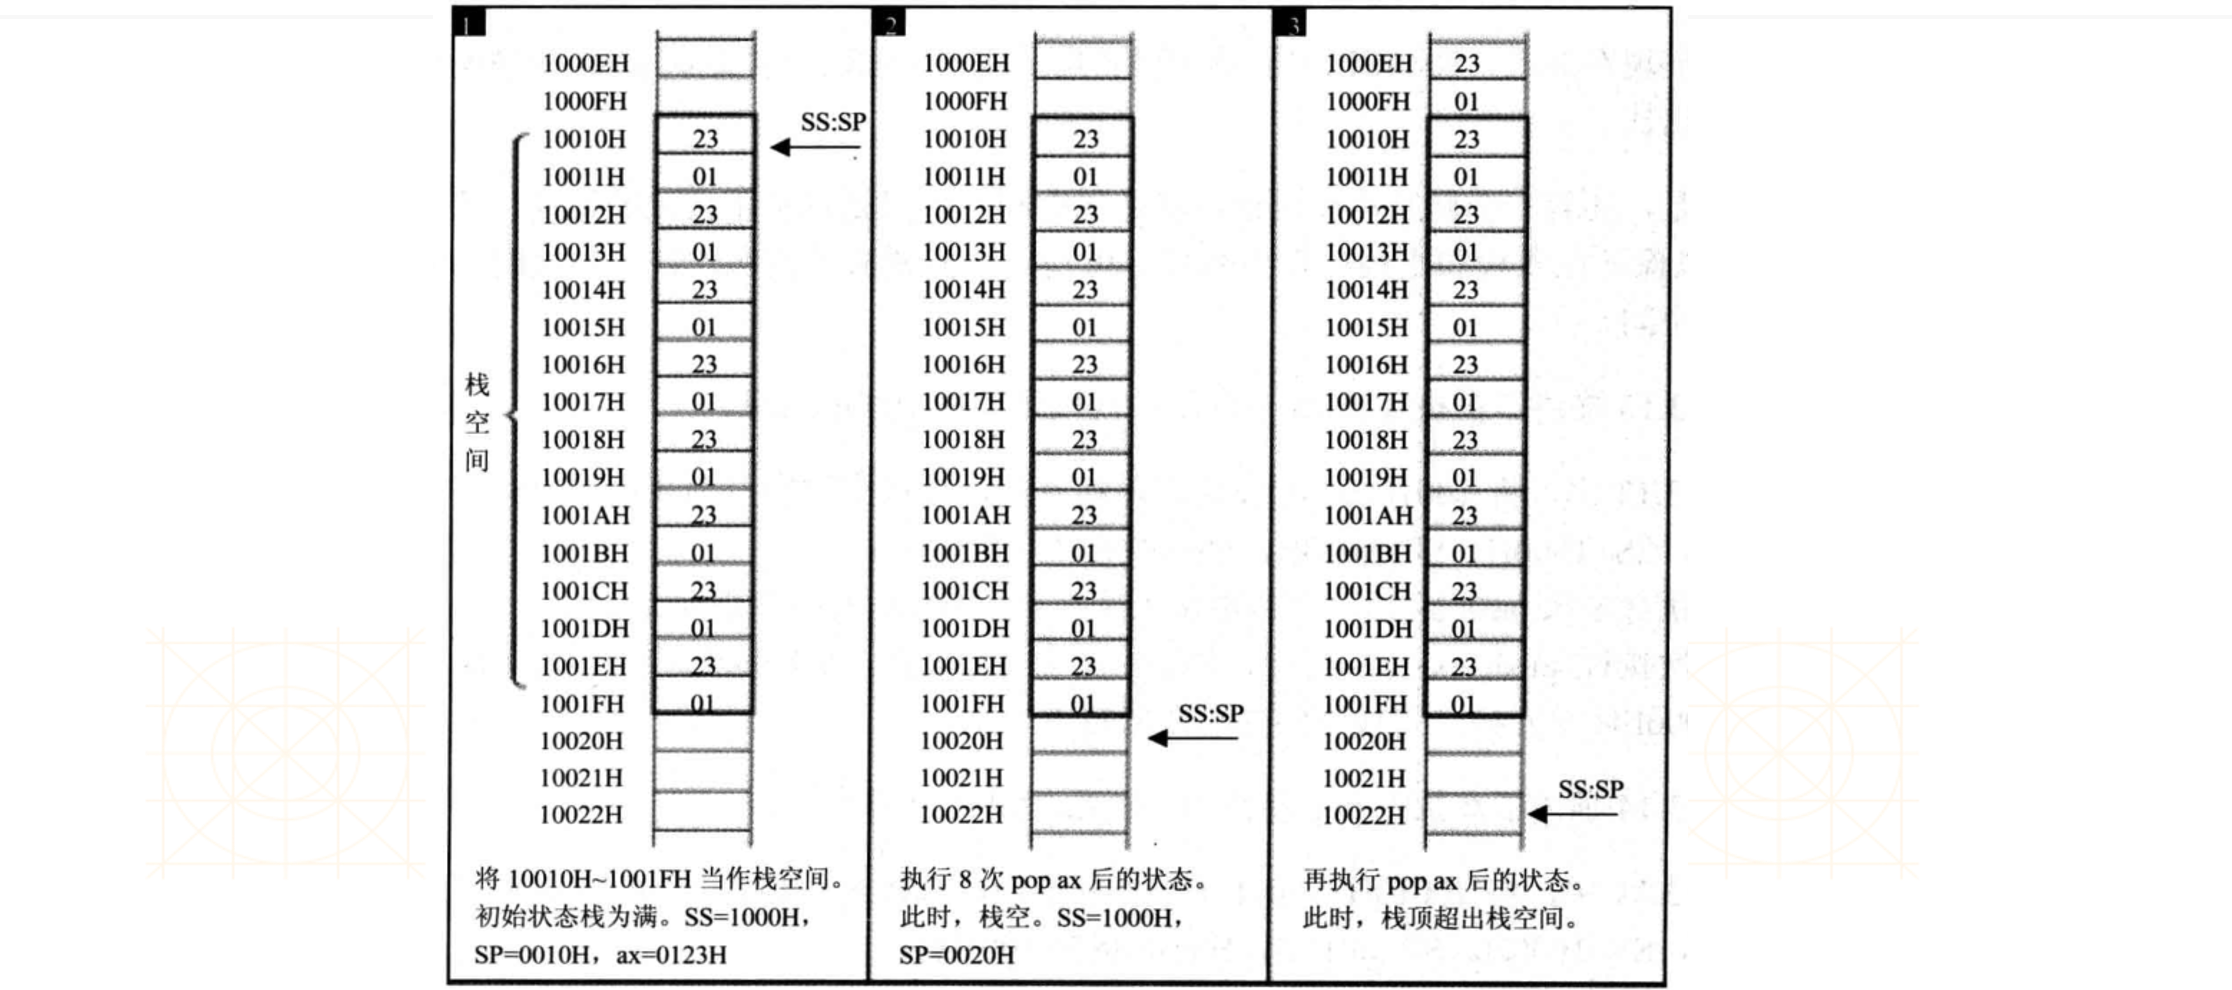 1
1000EH
1000FH
10010H 23 SS:SP
10011H 01
10012H 23
10013H 01
10014H 23
10015H 01
10016H 23
10017H 01
10018H 23
10019H 01
1001AH 23
1001BH 01
1001CH 23
1001DH 01
1001EH 23
1001FH 01
10020H
10021H
10022H
栈空间
将 10010H~1001FH 当作栈空间。
初始状态栈为满。SS=1000H,
SP=0010H，ax=0123H
2
1000EH
1000FH
10010H 23
10011H 01
10012H 23
10013H 01
10014H 23
10015H 01
10016H 23
10017H 01
10018H 23
10019H 01
1001AH 23
1001BH 01
1001CH 23
1001DH 01
1001EH 23
1001FH 01
SS:SP
10020H
10021H
10022H
执行 8 次 pop ax 后的状态。
此时，栈空。SS=1000H,
SP=0020H
3
1000EH 23
1000FH 01
10010H 23
10011H 01
10012H 23
10013H 01
10014H 23
10015H 01
10016H 23
10017H 01
10018H 23
10019H 01
1001AH 23
1001BH 01
1001CH 23
1001DH 01
1001EH 23
1001FH 01
10020H
10021H
SS:SP
10022H
再执行 pop ax 后的状态。
此时，栈顶超出栈空间。